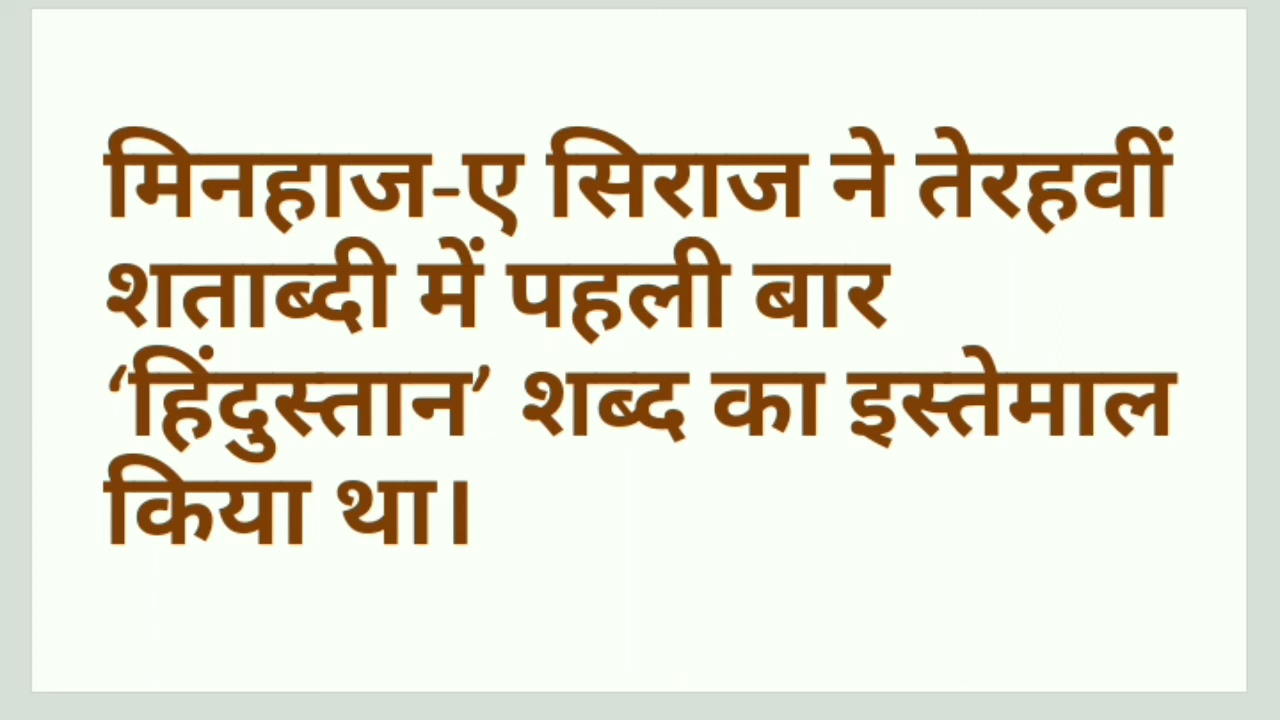 मिनहाज-ए सिराज ने तेरहवीं
शताब्दी में पहली बार
‘हिंदुस्तान’ शब्द का इस्तेमाल
किया था।